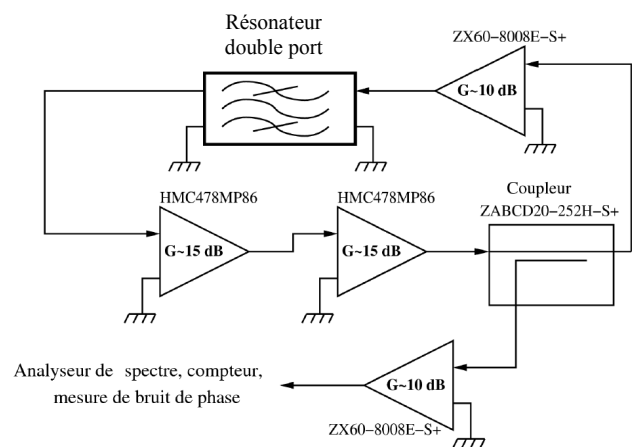 Résonateur
double port
ZX60-8008E-S+
G~10 dB
HMC478MP86
HMC478MP86
Coupleur
ZABCD20-252H-S+
G~15 dB
G~15 dB
Analyseur de spectre, compteur,
mesure de bruit de phase
G~10 dB
ZX60-8008E-S+